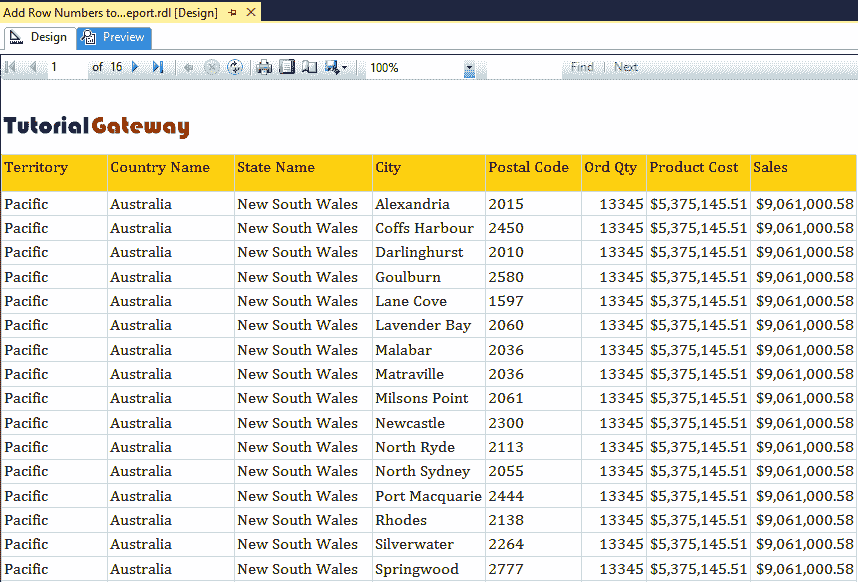 Add Row Numbers to...eport.rdl [Design]
Design Preview
1 of 16 100% Find | Next
Tutorial Gateway
Territory Country Name State Name City Postal Code Ord Qty Product Cost Sales
Pacific Australia New South Wales Alexandria 2015 13345 $5,375,145.51 $9,061,000.58
Pacific Australia New South Wales Coffs Harbour 2450 13345 $5,375,145.51 $9,061,000.58
Pacific Australia New South Wales Darlinghurst 2010 13345 $5,375,145.51 $9,061,000.58
Pacific Australia New South Wales Goulburn 2580 13345 $5,375,145.51 $9,061,000.58
Pacific Australia New South Wales Lane Cove 1597 13345 $5,375,145.51 $9,061,000.58
Pacific Australia New South Wales Lavender Bay 2060 13345 $5,375,145.51 $9,061,000.58
Pacific Australia New South Wales Malabar 2036 13345 $5,375,145.51 $9,061,000.58
Pacific Australia New South Wales Matraville 2036 13345 $5,375,145.51 $9,061,000.58
Pacific Australia New South Wales Milsons Point 2061 13345 $5,375,145.51 $9,061,000.58
Pacific Australia New South Wales Newcastle 2300 13345 $5,375,145.51 $9,061,000.58
Pacific Australia New South Wales North Ryde 2113 13345 $5,375,145.51 $9,061,000.58
Pacific Australia New South Wales North Sydney 2055 13345 $5,375,145.51 $9,061,000.58
Pacific Australia New South Wales Port Macquarie 2444 13345 $5,375,145.51 $9,061,000.58
Pacific Australia New South Wales Rhodes 2138 13345 $5,375,145.51 $9,061,000.58
Pacific Australia New South Wales Silverwater 2264 13345 $5,375,145.51 $9,061,000.58
Pacific Australia New South Wales Springwood 2777 13345 $5,375,145.51 $9,061,000.58